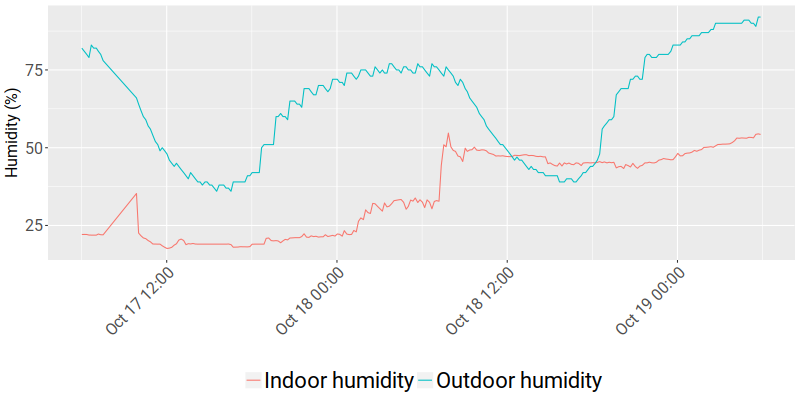 Humidity (%)
75
50
25
Oct 17 12:00
Oct 18 00:00
Oct 18 12:00
Oct 19 00:00
Indoor humidity Outdoor humidity